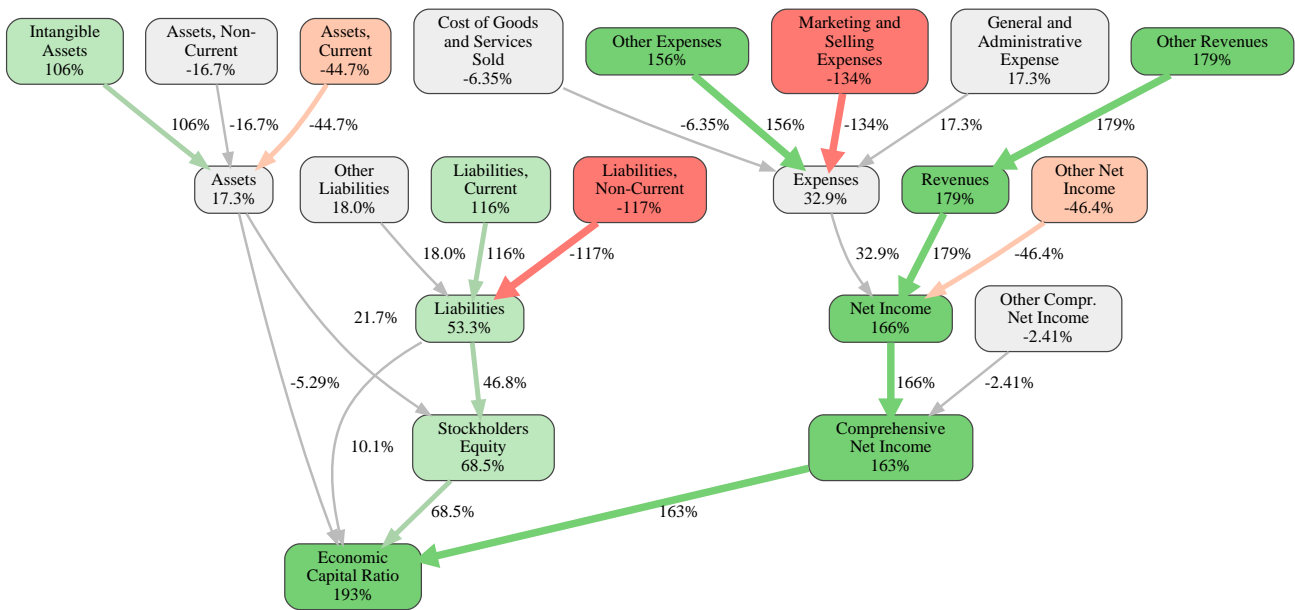 Intangible
Assets
106%
Assets, Non-
Current
-16.7%
Assets,
Current
-44.7%
Cost of Goods
and Services
Sold
-6.35%
Other Expenses
156%
Marketing and
Selling
Expenses
-134%
General and
Administrative
Expense
17.3%
Other Revenues
179%
106%
-16.7%
-44.7%
-6.35%
156%
-134%
17.3%
179%
Assets
17.3%
Other
Liabilities
18.0%
Liabilities,
Current
116%
Liabilities,
Non-Current
-117%
Expenses
32.9%
Revenues
179%
Other Net
Income
-46.4%
18.0%
116%
-117%
32.9%
179%
-46.4%
Liabilities
53.3%
Net Income
166%
Other Compr.
Net Income
-2.41%
21.7%
-5.29%
46.8%
166%
-2.41%
10.1%
Stockholders
Equity
68.5%
Comprehensive
Net Income
163%
68.5%
163%
Economic
Capital Ratio
193%